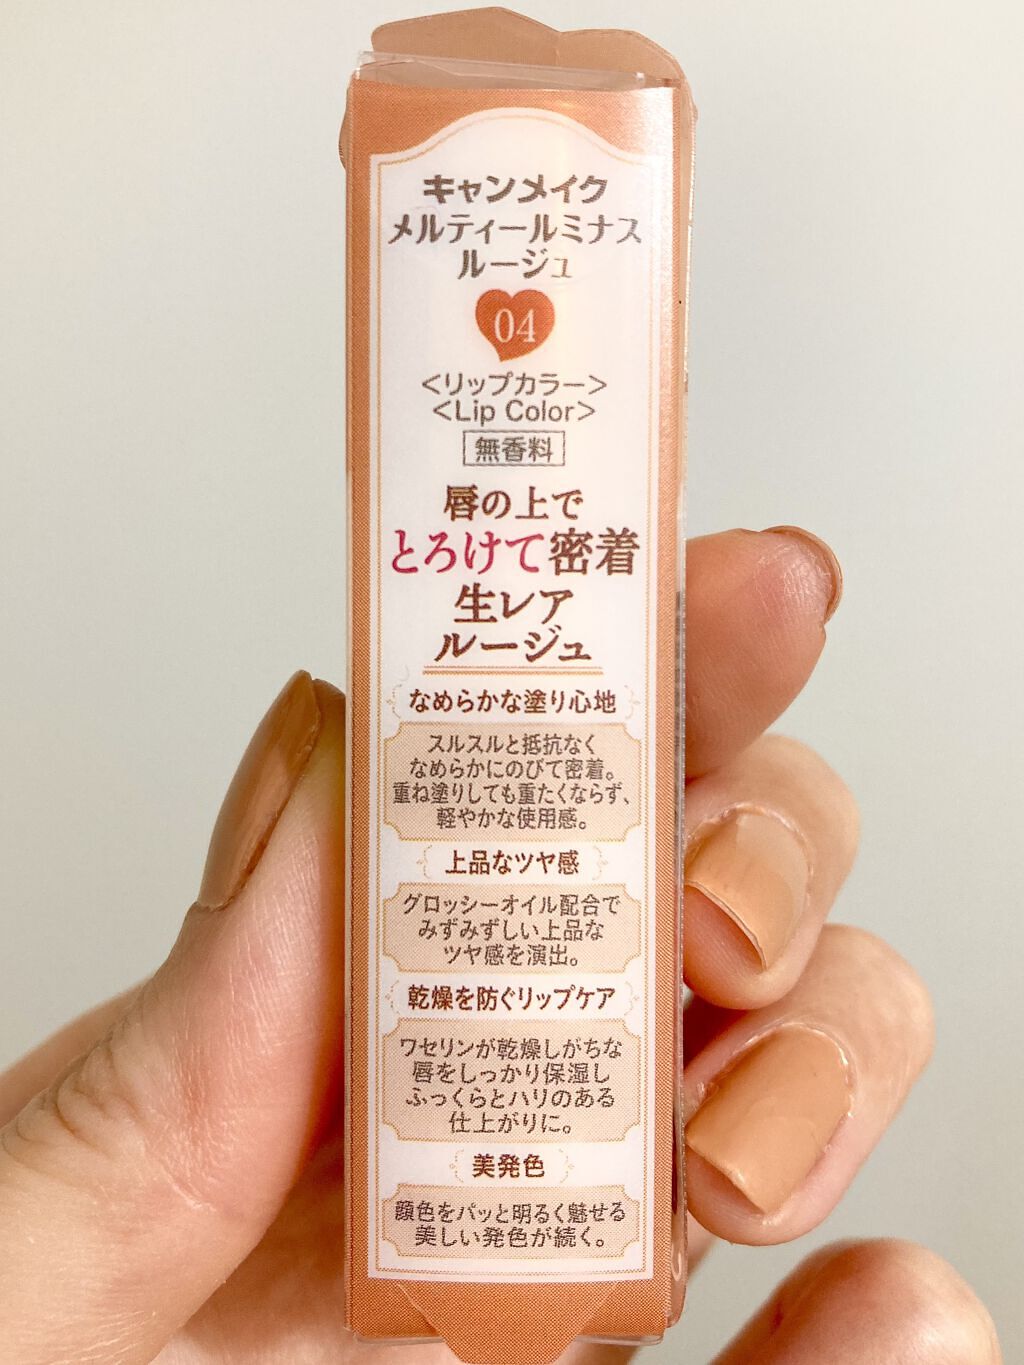 キャンメイク
メルティールミナス
ルージュ
04
<リップカラー>
<Lip Color>
無香料
唇の上で
とろけて密着
生レア
ルージュ
なめらかな塗り心地
スルスルと抵抗なく
なめらかにのびて密着。
重ね塗りしても重たくならず、
軽やかな使用感。
上品なツヤ感
グロッシーオイル配合で
みずみずしい上品な
ツヤ感を演出。
乾燥を防ぐリップケア
ワセリンが乾燥しがちな
唇をしっかり保湿し
ふっくらとハリのある
仕上がりに。
美発色
顔色をパッと明るく魅せる
美しい発色が続く。